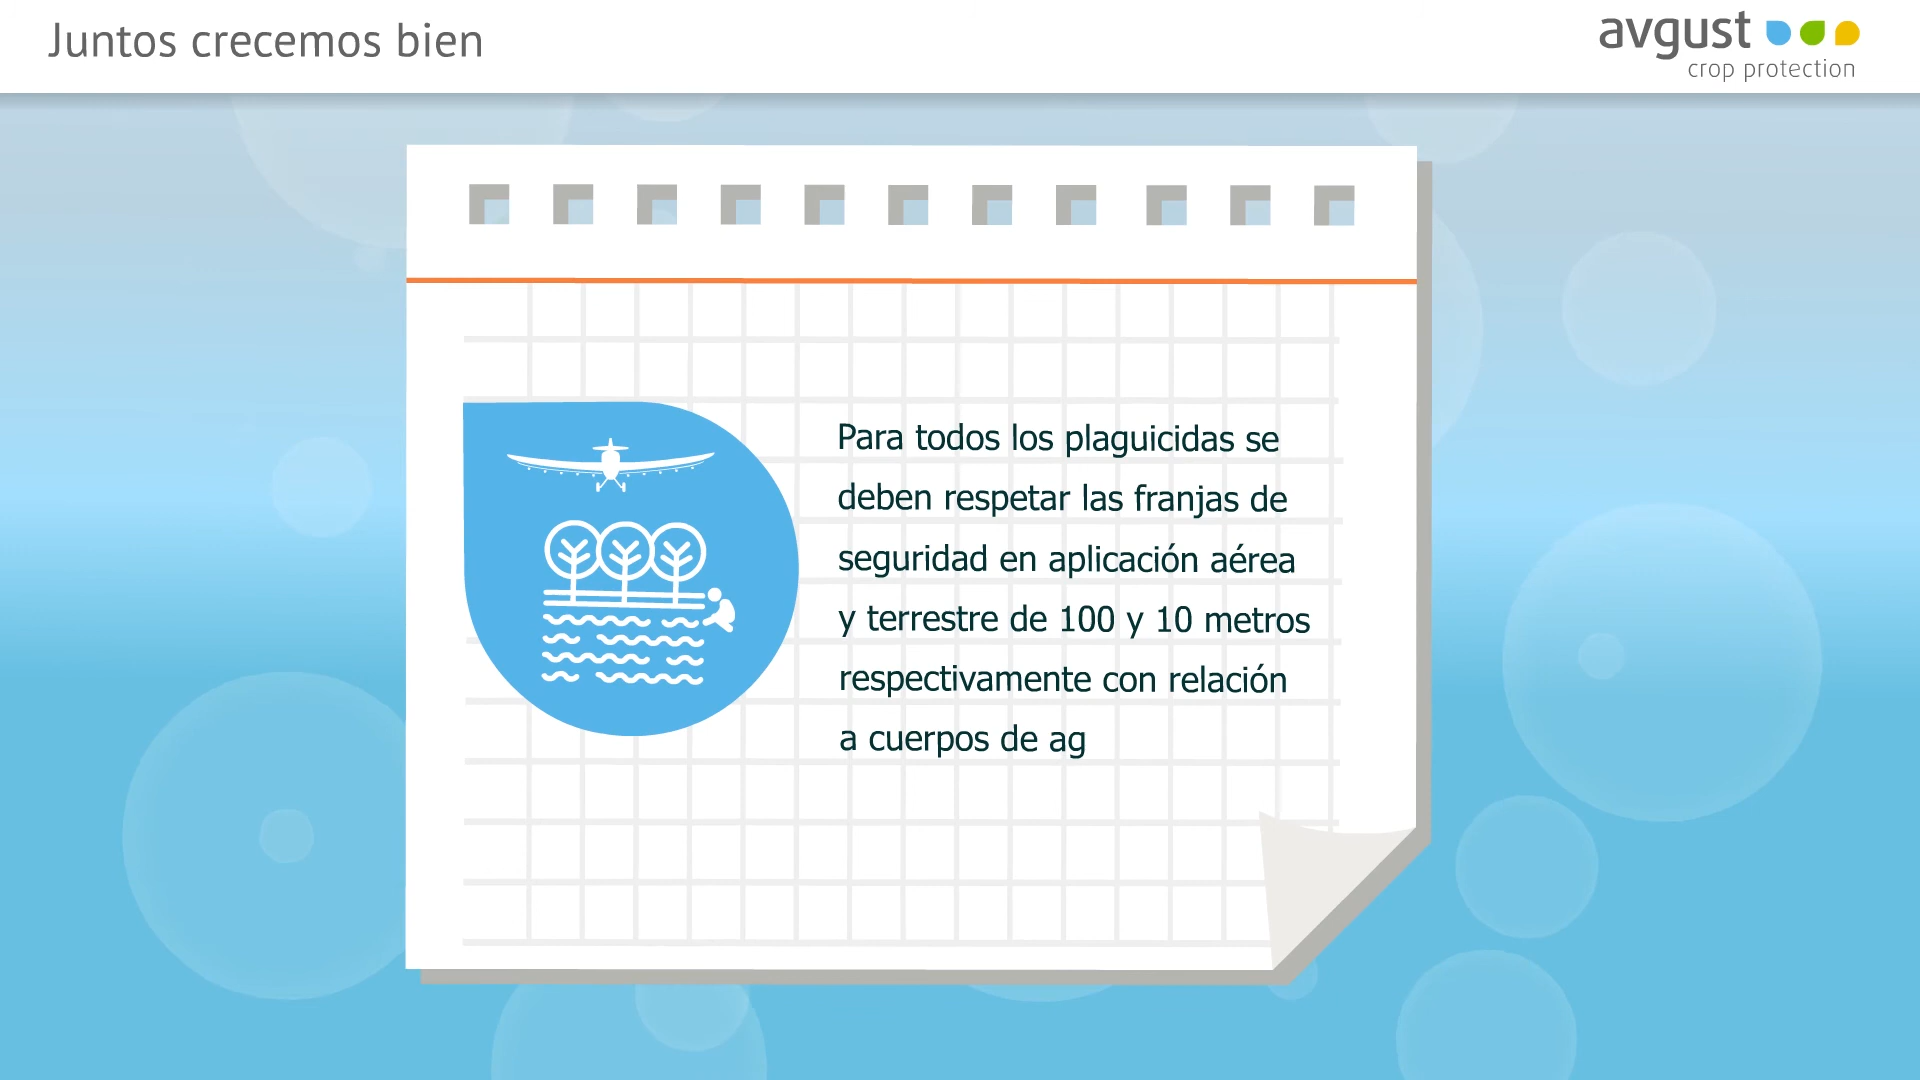 Juntos crecemos bien
avgust
crop protection
Para todos los plaguicidas se
deben respetar las franjas de
seguridad en aplicación aérea
y terrestre de 100 y 10 metros
respectivamente con relación
a cuerpos de ag